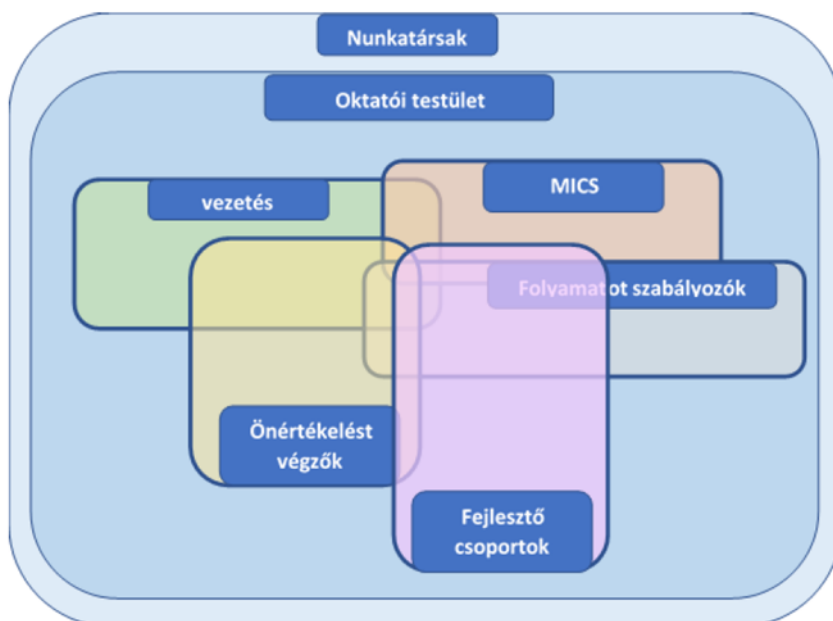 Nunkatársak
Oktatói testület
vezetés
MICS
Folyamatot szabályozók
Önértékelést
végzők
Fejlesztő
csoportok